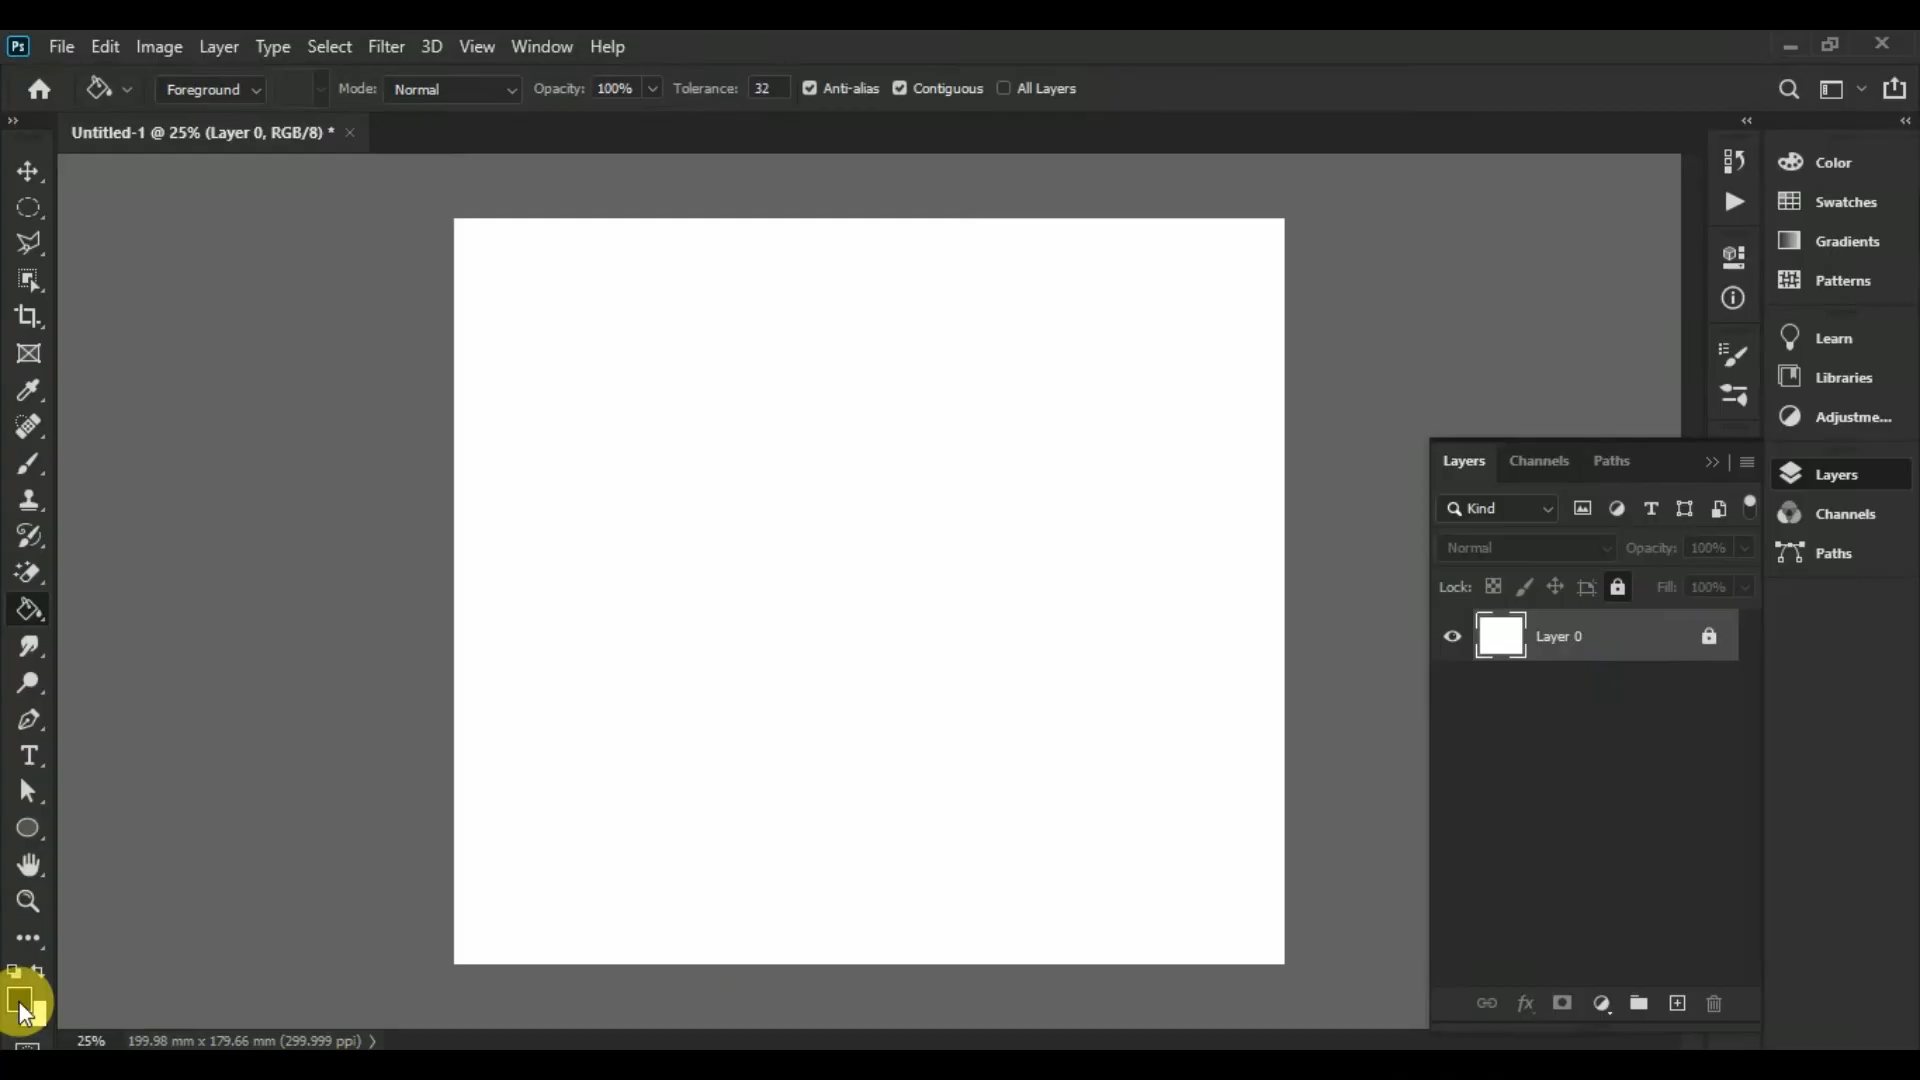 Ps File Edit Image Layer Type Select Filter 3D View Window Help
Foreground Mode: Normal Opacity: 100% Tolerance: 32 Anti-alias Contiguous All Layers
Untitled-1 @ 25% (Layer 0, RGB/8) *
Color
Swatches
Gradients
Patterns
Learn
Libraries
Adjustme...
Layers
Channels
Paths
Layers Channels Paths
Kind
Normal Opacity: 100%
Lock: Fill: 100%
Layer 0
fx
25% 199.98 mm x 179.66 mm (299.999 ppi)